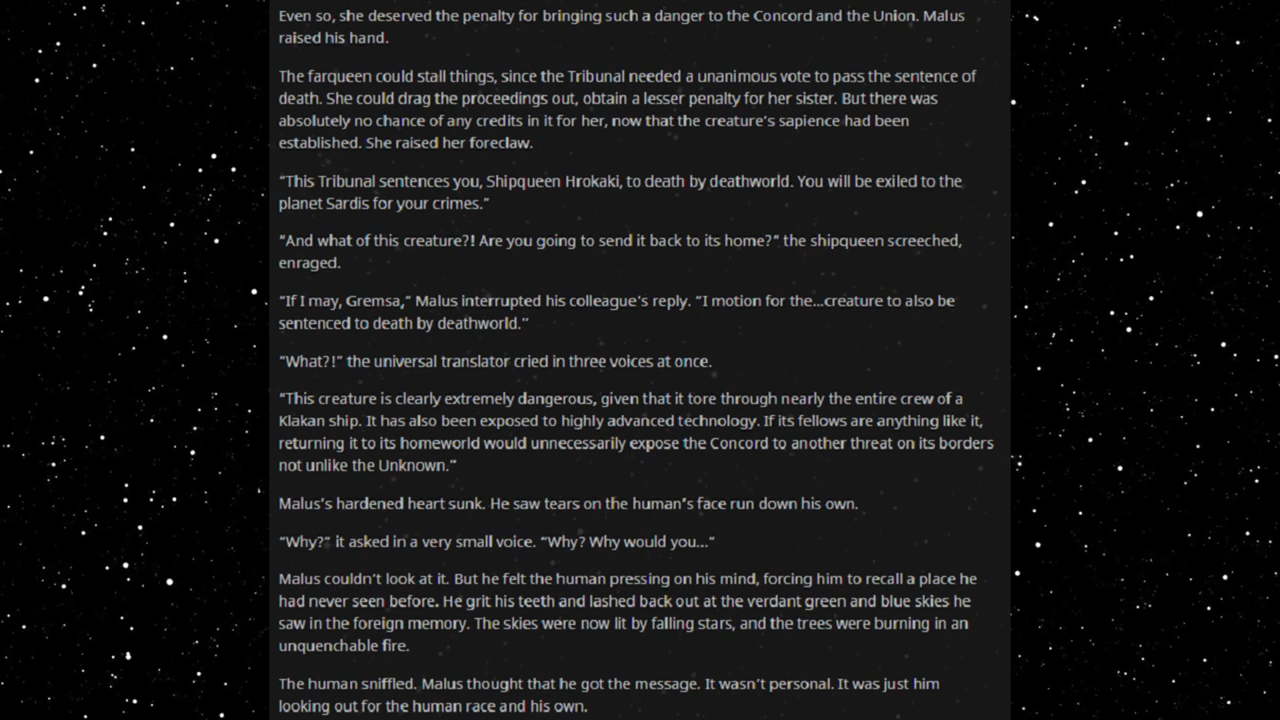 Even so, she deserved the penalty for bringing such a danger to the Concord and the Union. Malus
raised his hand.
The farqueen could stall things, since the Tribunal needed a unanimous vote to pass the sentence of
death. She could drag the proceedings out, obtain a lesser penalty for her sister. But there was
absolutely no chance of any credits in it for her, now that the creature's sapience had been
established. She raised her foreclaw.
“This Tribunal sentences you, Shipqueen Hrokaki, to death by deathworld. You will be exiled to the
planet Sardis for your crimes.”
“And what of this creature?! Are you going to send it back to its home?” the shipqueen screeched,
enraged.
“If I may, Gremsa,” Malus interrupted his colleague's reply. “I motion for the...creature to also be
sentenced to death by deathworld.”
“What?!” the universal translator cried in three voices at once.
“This creature is clearly extremely dangerous, given that it tore through nearly the entire crew of a
Klakan ship. It has also been exposed to highly advanced technology. If its fellows are anything like it,
returning it to its homeworld would unnecessarily expose the Concord to another threat on its borders
not unlike the Unknown.”
Malus's hardened heart sunk. He saw tears on the human's face run down his own.
“Why?” it asked in a very small voice. “Why? Why would you...”
Malus couldn't look at it. But he felt the human pressing on his mind, forcing him to recall a place he
had never seen before. He grit his teeth and lashed back out at the verdant green and blue skies he
saw in the foreign memory. The skies were now lit by falling stars, and the trees were burning in an
unquenchable fire.
The human sniffled. Malus thought that he got the message. It wasn't personal. It was just him
looking out for the human race and his own.